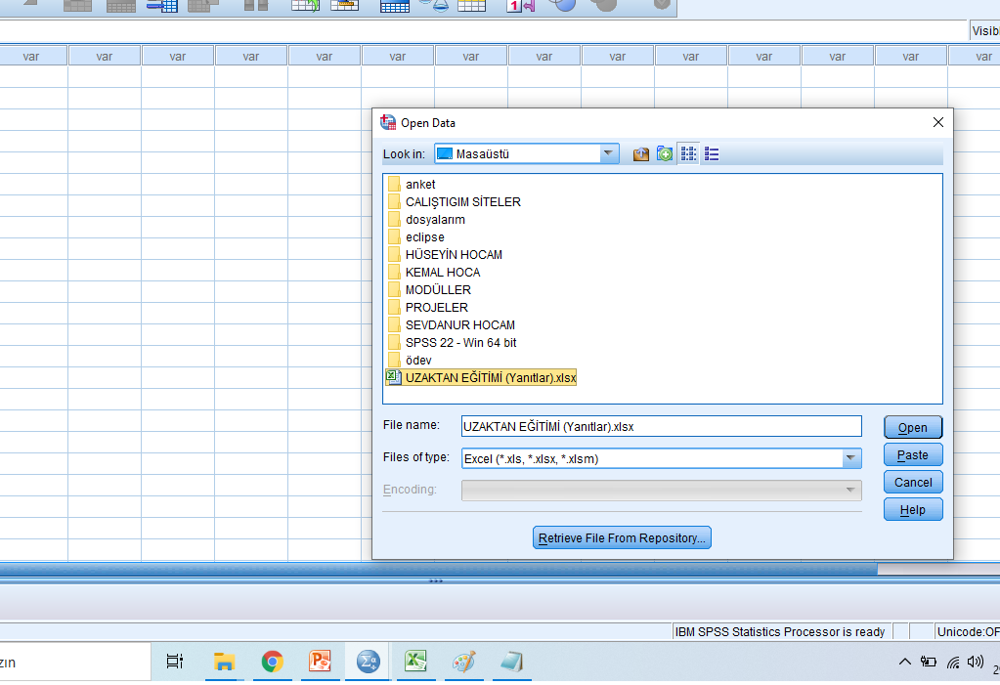 1
Visibl
var var var var var var var var var var var var var var
Open Data
Look in: Masaüstü
anket
CALIŞTIGIM SİTELER
dosyalarım
eclipse
HÜSEYİN HOCAM
KEMAL HOCA
MODÜLLER
PROJELER
SEVDANUR HOCAM
SPSS 22 - Win 64 bit
ödev
UZAKTAN EĞİTİMİ (Yanıtlar).xlsx
File name: UZAKTAN EĞİTİMİ (Yanıtlar).xlsx Open
Files of type: Excel (*.xls, *.xlsx, *.xlsm) Paste
Encoding: Cancel
Help
Retrieve File From Repository...
IBM SPSS Statistics Processor is ready Unicode:OF
zın